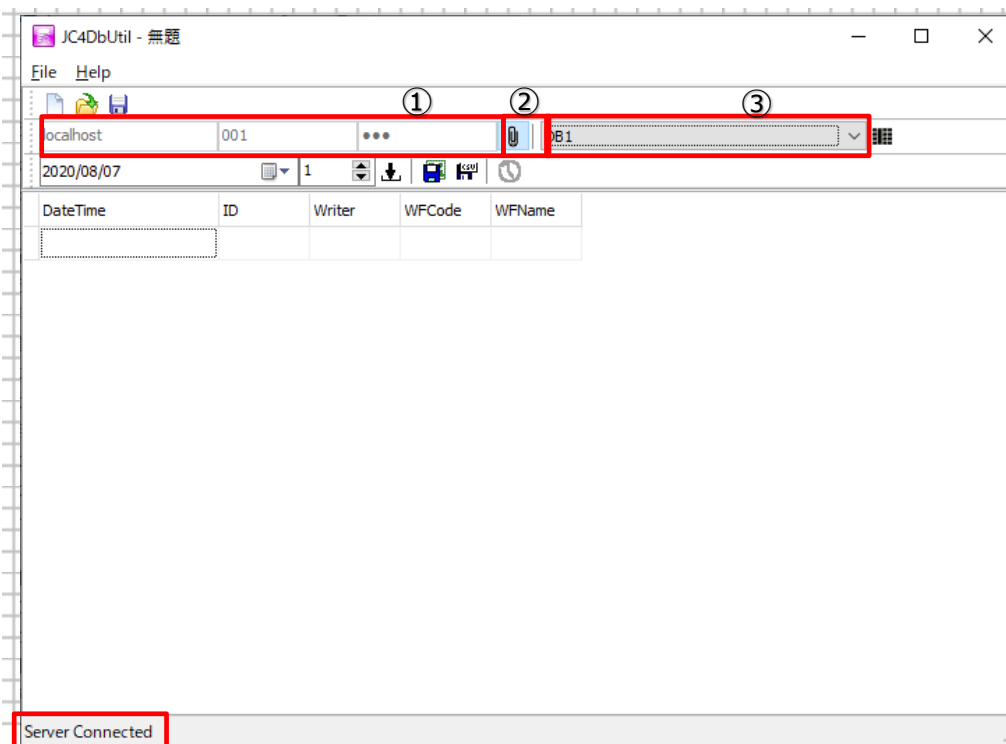 JC4DbUtil - 無題
File Help
① ② ③
localhost 001 ●●● DB1
2020/08/07 1
DateTime ID Writer WFCode WFName
Server Connected